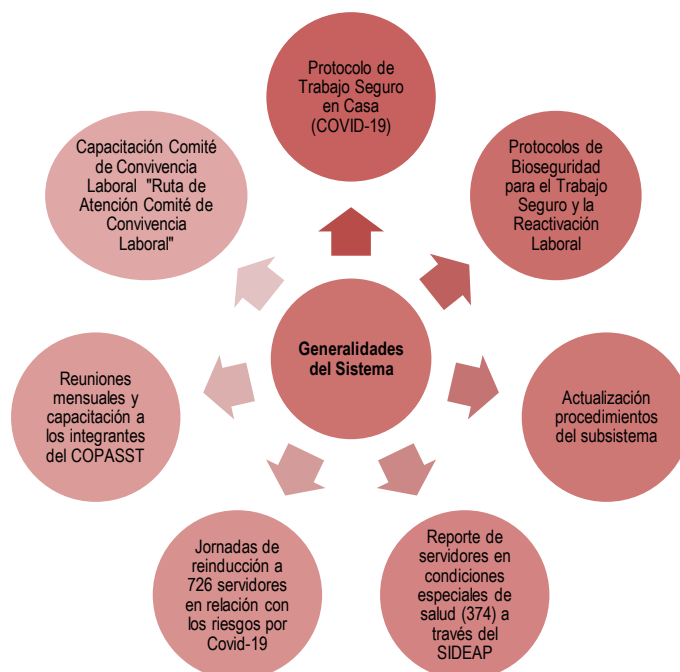 Protocolo de
Trabajo Seguro
en Casa
(COVID-19)
Protocolos de
Bioseguridad
para el Trabajo
Seguro y la
Reactivación
Laboral
Actualización
procedimientos
del subsistema
Reporte de
servidores en
condiciones
especiales de
salud (374) a
través del
SIDEAP
Jornadas de
reinducción a
726 servidores
en relación con
los riesgos por
Covid-19
Reuniones
mensuales y
capacitación a
los integrantes
del COPASST
Capacitación Comité
de Convivencia
Laboral "Ruta de
Atención Comité de
Convivencia
Laboral"
Generalidades
del Sistema